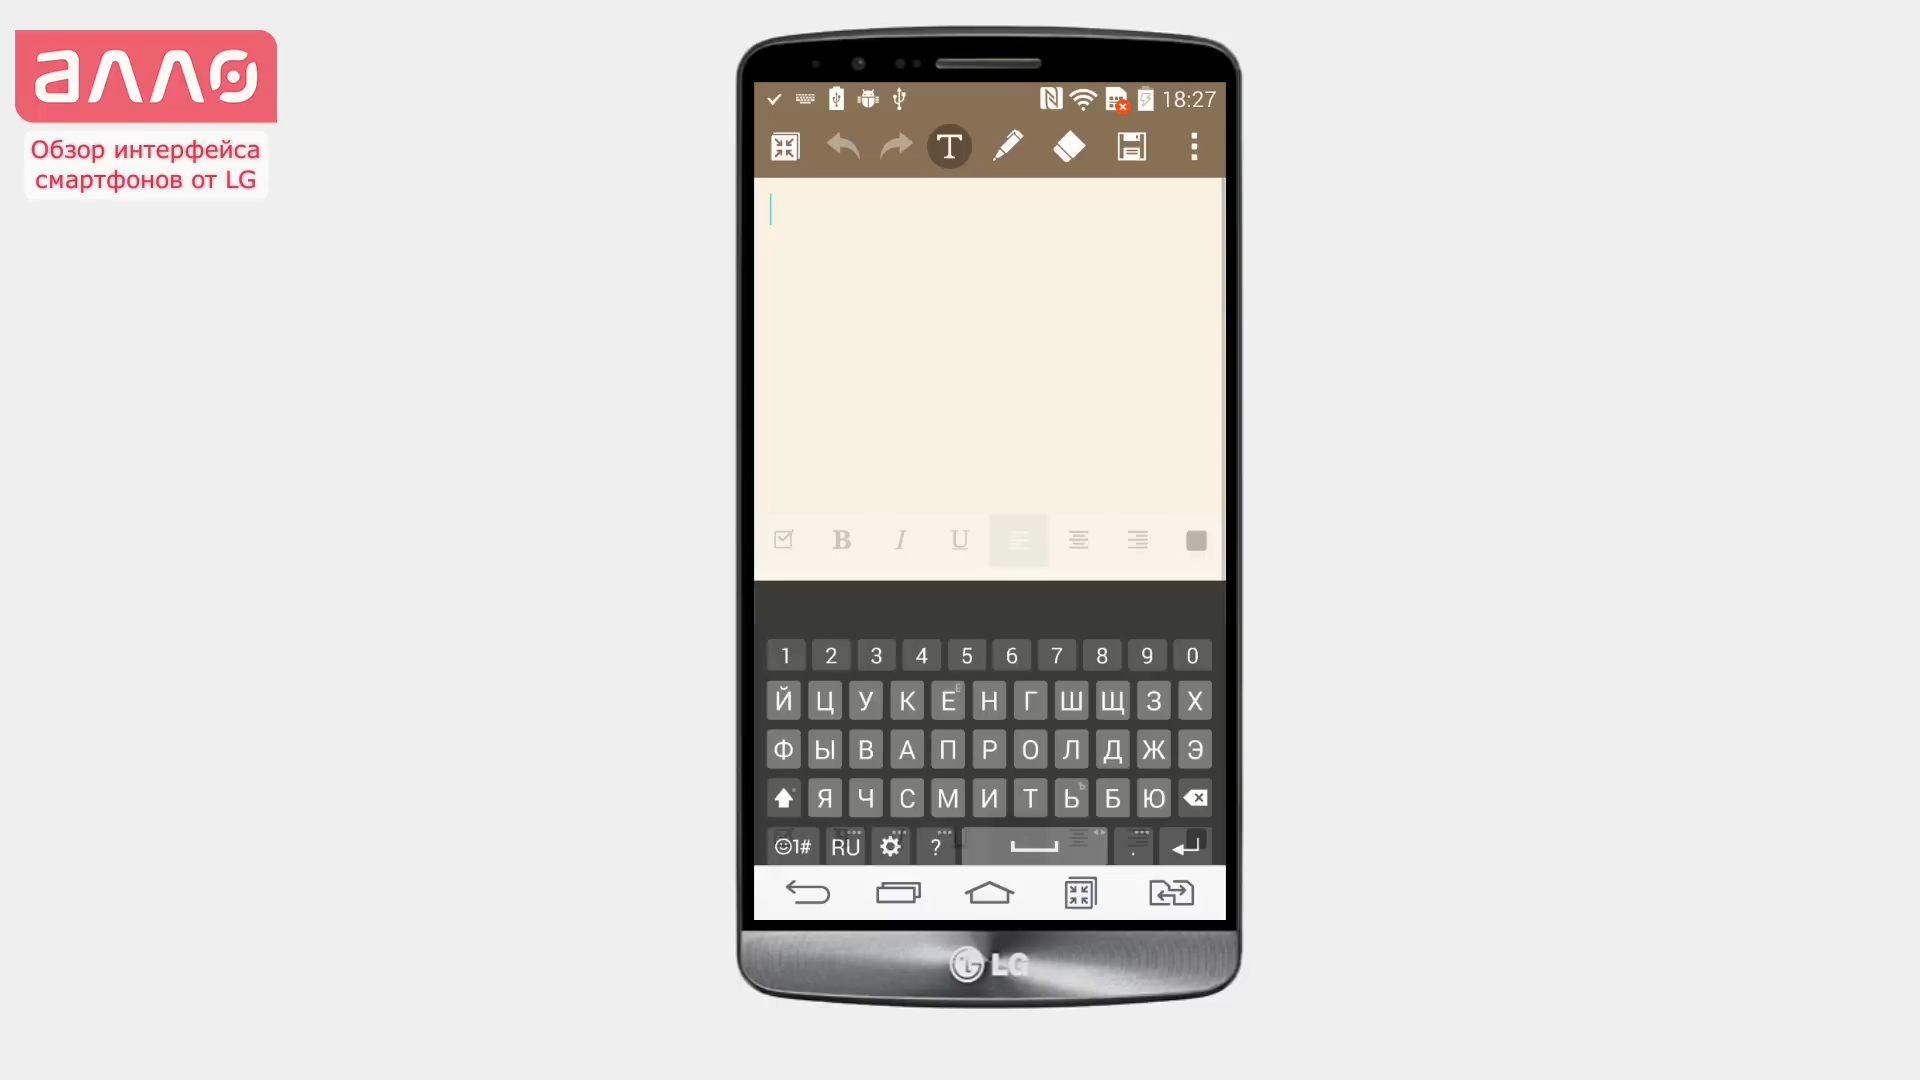 алло
Обзор интерфейса
смартфонов от LG
18:27
T
B I U
1 2 3 4 5 6 7 8 9 0
Й Ц У К Е Ё Н Г Ш Щ З Х
Ф Ы В А П Р О Л Д Ж Э
Я Ч С М И Т Ь Ъ Б Ю
1# RU ? .
LG